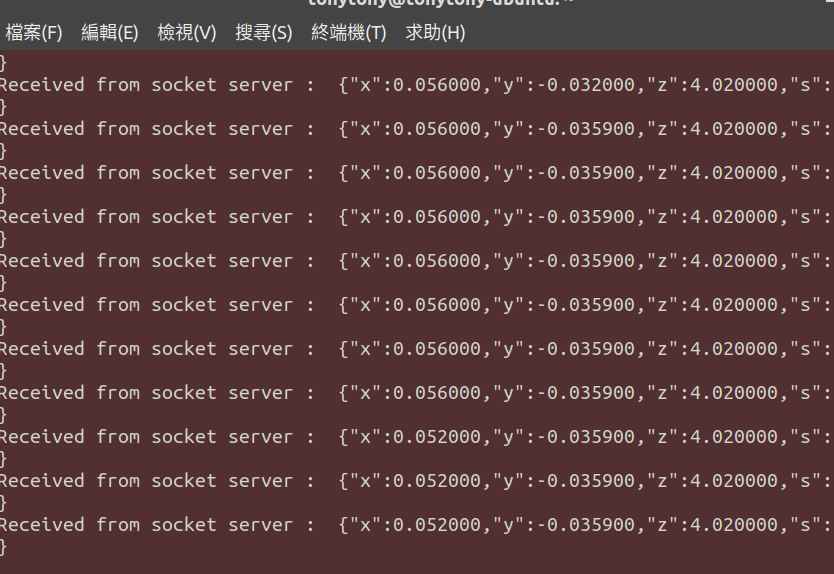 tonytony@tonytony-ubuntu: ~
檔案(F) 編輯(E) 檢視(V) 搜尋(S) 終端機(T) 求助(H)
}
Received from socket server :  {"x":0.056000,"y":-0.032000,"z":4.020000,"s":
}
Received from socket server :  {"x":0.056000,"y":-0.035900,"z":4.020000,"s":
}
Received from socket server :  {"x":0.056000,"y":-0.035900,"z":4.020000,"s":
}
Received from socket server :  {"x":0.056000,"y":-0.035900,"z":4.020000,"s":
}
Received from socket server :  {"x":0.056000,"y":-0.035900,"z":4.020000,"s":
}
Received from socket server :  {"x":0.056000,"y":-0.035900,"z":4.020000,"s":
}
Received from socket server :  {"x":0.056000,"y":-0.035900,"z":4.020000,"s":
}
Received from socket server :  {"x":0.056000,"y":-0.035900,"z":4.020000,"s":
}
Received from socket server :  {"x":0.052000,"y":-0.035900,"z":4.020000,"s":
}
Received from socket server :  {"x":0.052000,"y":-0.035900,"z":4.020000,"s":
}
Received from socket server :  {"x":0.052000,"y":-0.035900,"z":4.020000,"s":
}